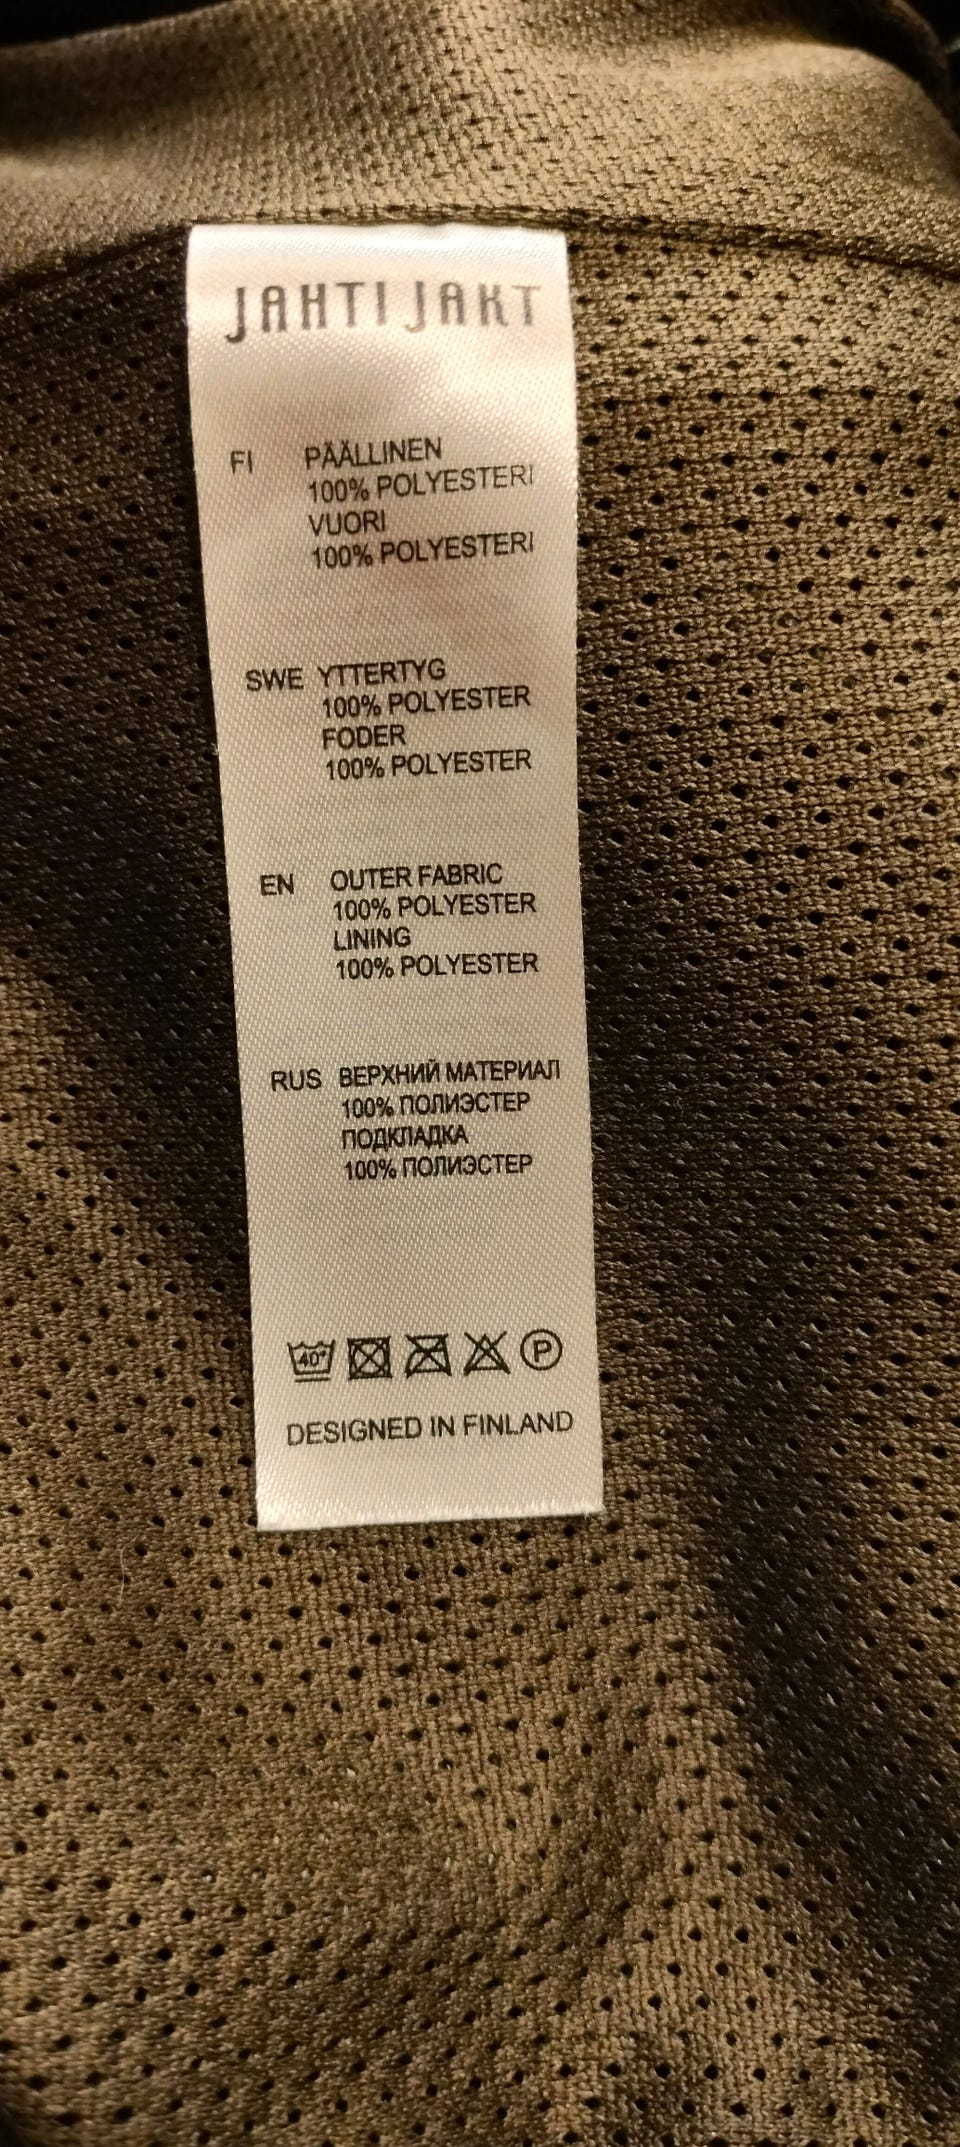 JAHTI JAKT
FI PÄÄLLINEN
100% POLYESTERI
VUORI
100% POLYESTERI
SWE YTTERTYG
100% POLYESTER
FODER
100% POLYESTER
EN OUTER FABRIC
100% POLYESTER
LINING
100% POLYESTER
RUS ВЕРХНИЙ МАТЕРИАЛ
100% ПОЛИЭСТЕР
ПОДКЛАДКА
100% ПОЛИЭСТЕР
40° P
DESIGNED IN FINLAND